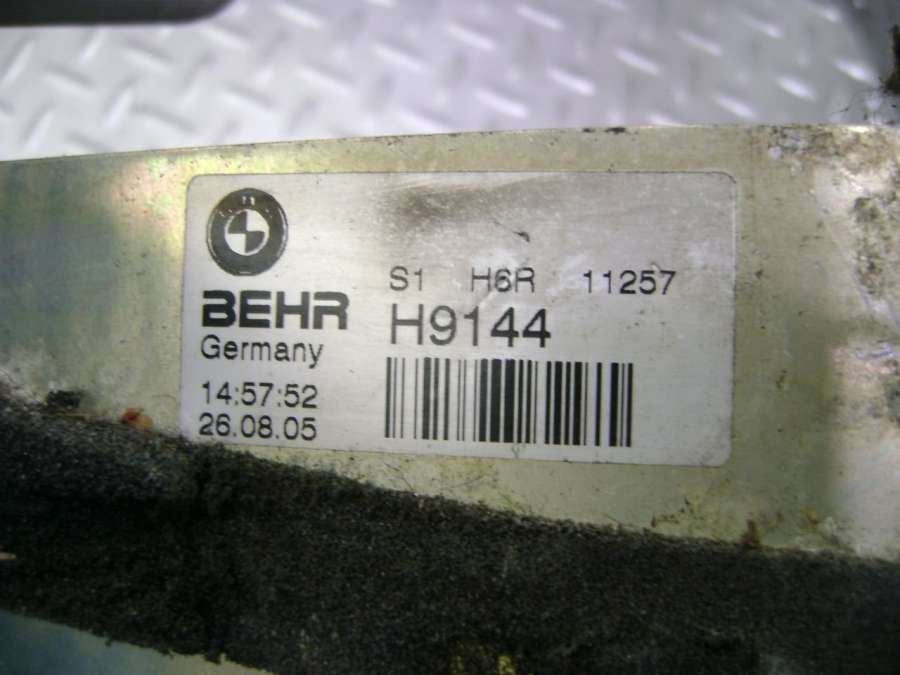 S1 H6R 11257
BEHR
H9144
Germany
14:57:52
26.08.05